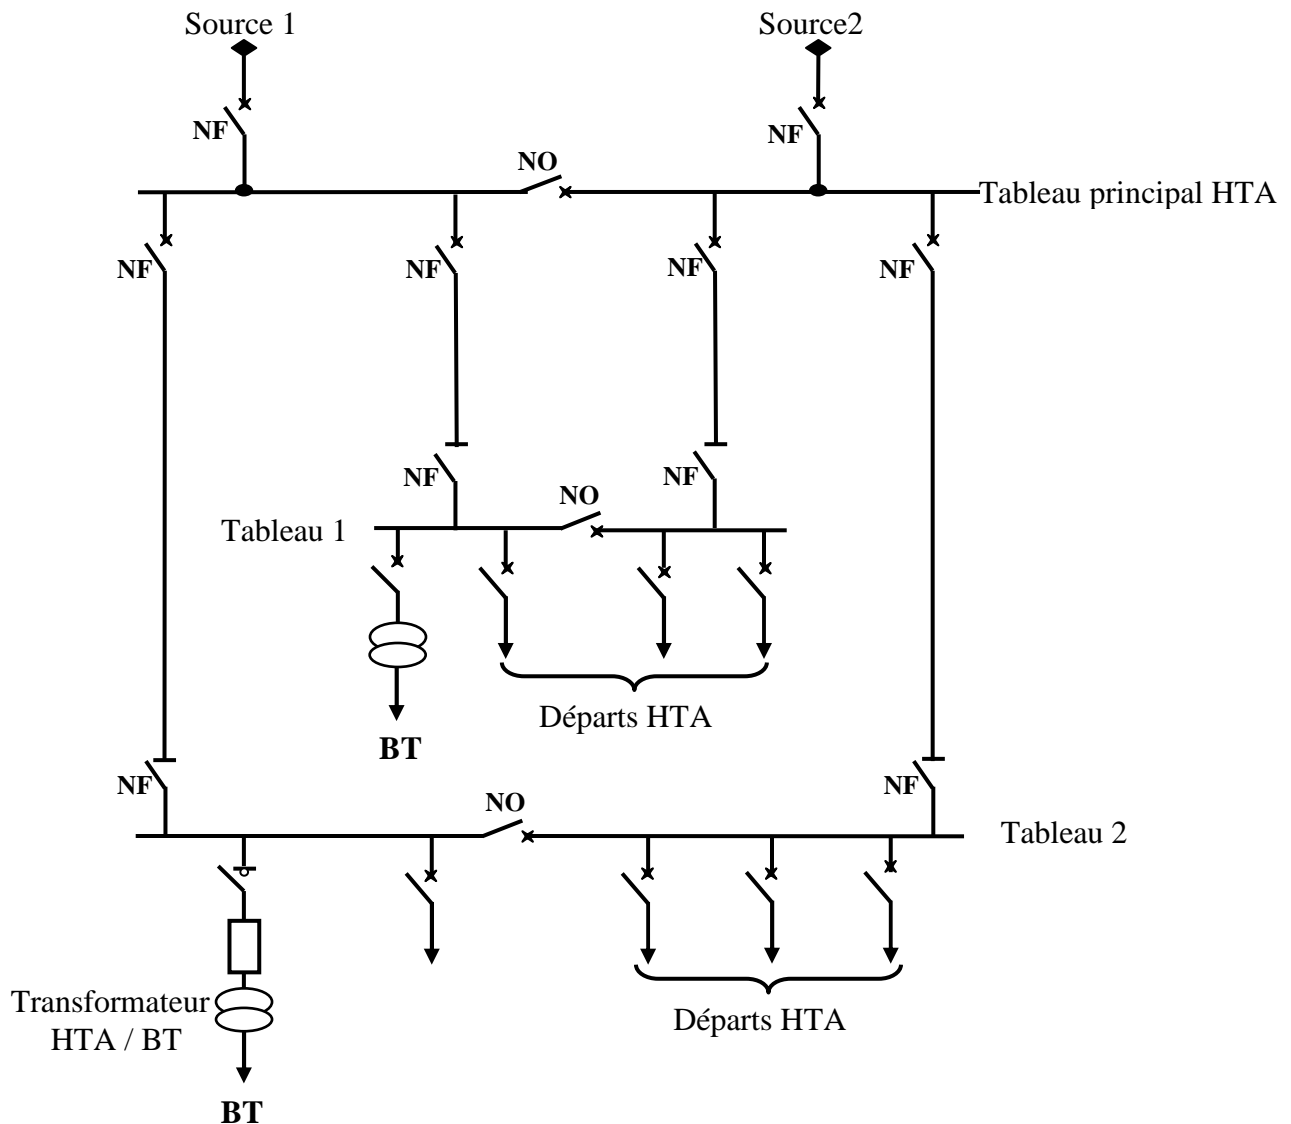 Source 1
Source2
NF
NF
NO
Tableau principal HTA
NF
NF
NF
NF
NF
NF
NO
Tableau 1
Départs HTA
BT
NF
NF
NO
Tableau 2
Transformateur
HTA / BT
Départs HTA
BT